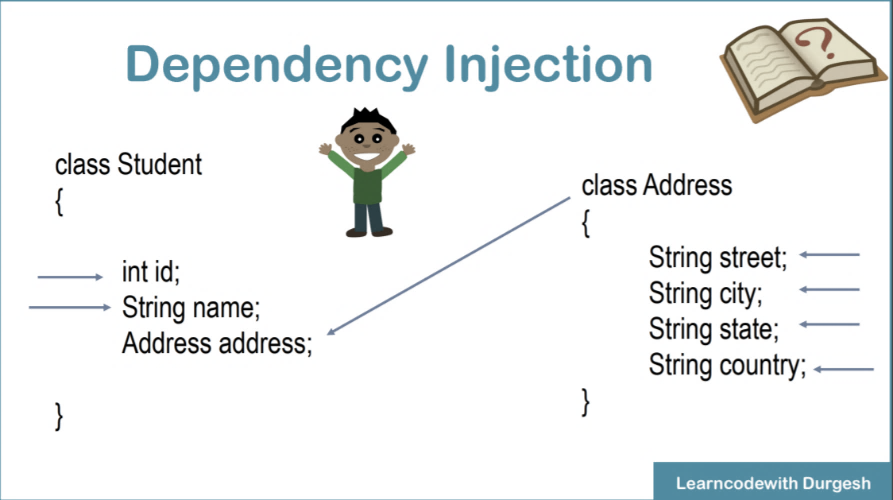 Dependency Injection
class Student
{
int id;
String name;
Address address;
}
class Address
{
String street;
String city;
String state;
String country;
}
Learncodewith Durgesh